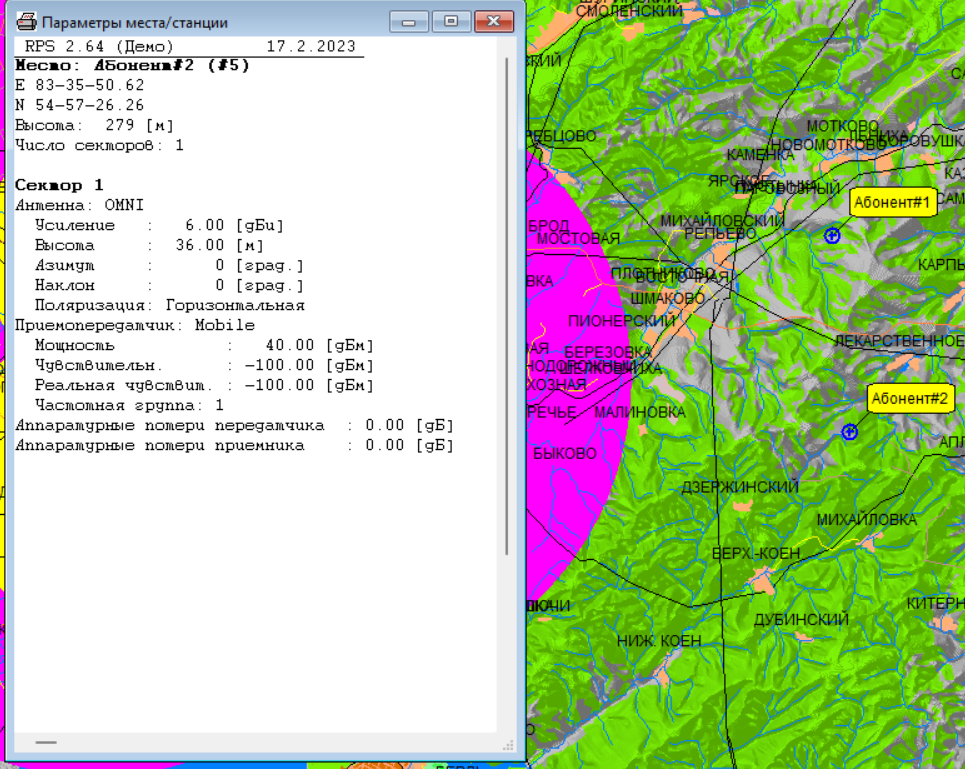 Параметры места/станции
RPS 2.64 (Демо) 17.2.2023
Место: Абонент#2 (#5)
E 83-35-50.62
N 54-57-26.26
Высота: 279 [м]
Число секторов: 1
Сектор 1
Антенна: OMNI
Усиление : 6.00 [дБи]
Высота : 36.00 [м]
Азимут : 0 [град.]
Наклон : 0 [град.]
Поляризация: Горизонтальная
Приемопередатчик: Mobile
Мощность : 40.00 [дБм]
Чувствительн. : -100.00 [дБм]
Реальная чувствит. : -100.00 [дБм]
Частотная группа: 1
Аппаратурные потери передатчика : 0.00 [дБ]
Аппаратурные потери приемника : 0.00 [дБ]
СМОЛЕНСКИЙ
МОТКОВО
НОВОМОТКОВО
КАМЕНКА
ЯРСКОЕ
Абонент#1
МИХАЙЛОВСКИЙ
РЕПЬЕВО
БРОД
МОСТОВАЯ
ПЛОТНИКОВО
ВОСТОЧНАЯ
ШМАКОВО
ПИОНЕРСКИЙ
ЛЕКАРСТВЕННОЕ
БЕРЕЗОВКА
Абонент#2
МАЛИНОВКА
БЫКОВО
ДЗЕРЖИНСКИЙ
МИХАЙЛОВКА
ВЕРХ.-КОЕН
ДУБИНСКИЙ
НИЖ. КОЕН